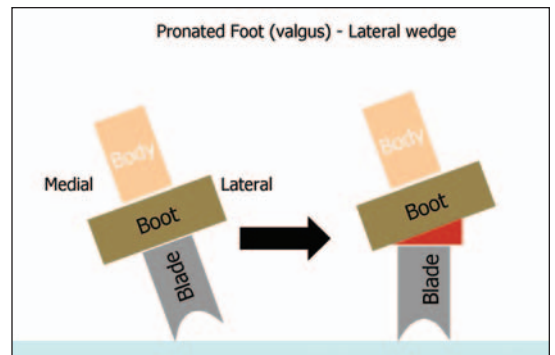 Pronated Foot (valgus) - Lateral wedge
Body
Body
Medial
Lateral
Boot
Boot
Blade
Blade